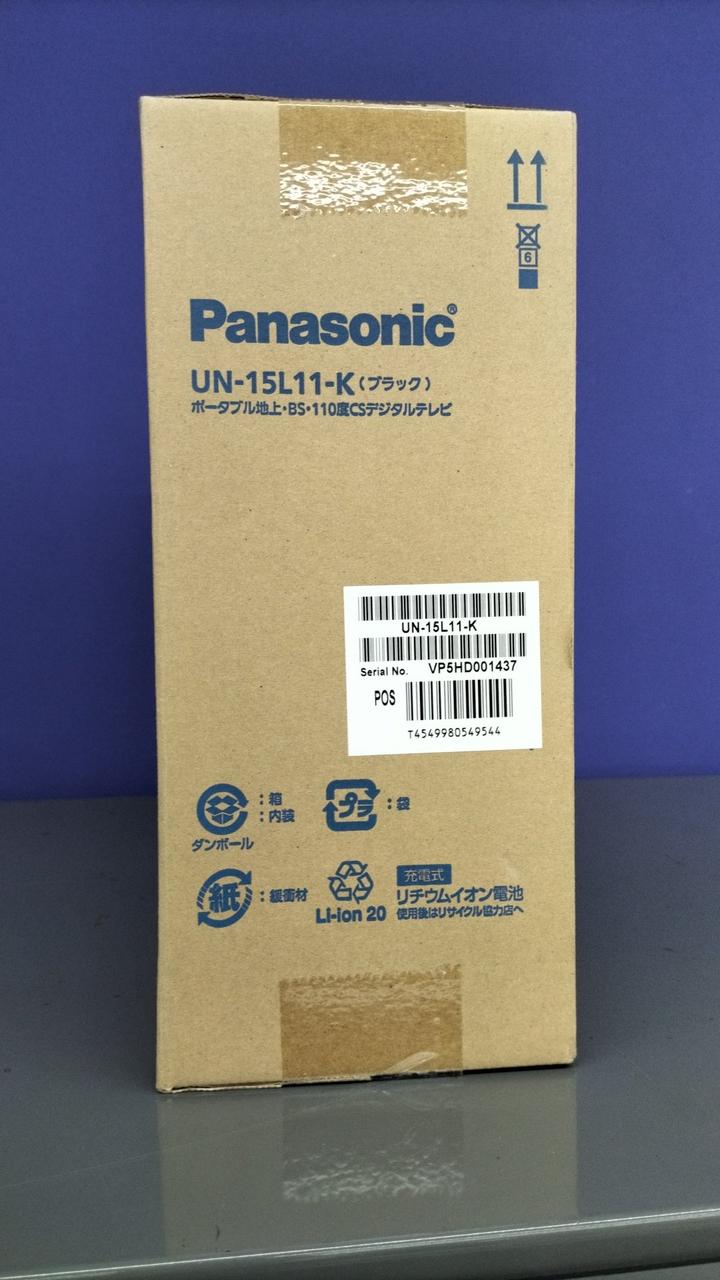 6
Panasonic®
UN-15L11-K（ブラック）
ポータブル地上・BS・110度CSデジタルテレビ
UN-15L11-K
Serial No. VP5HD001437
POS
T4549980549544
：箱
：内装
ダンボール
プラ ：袋
紙 ：緩衝材
Li-ion 20
充電式
リチウムイオン電池
使用後はリサイクル協力店へ